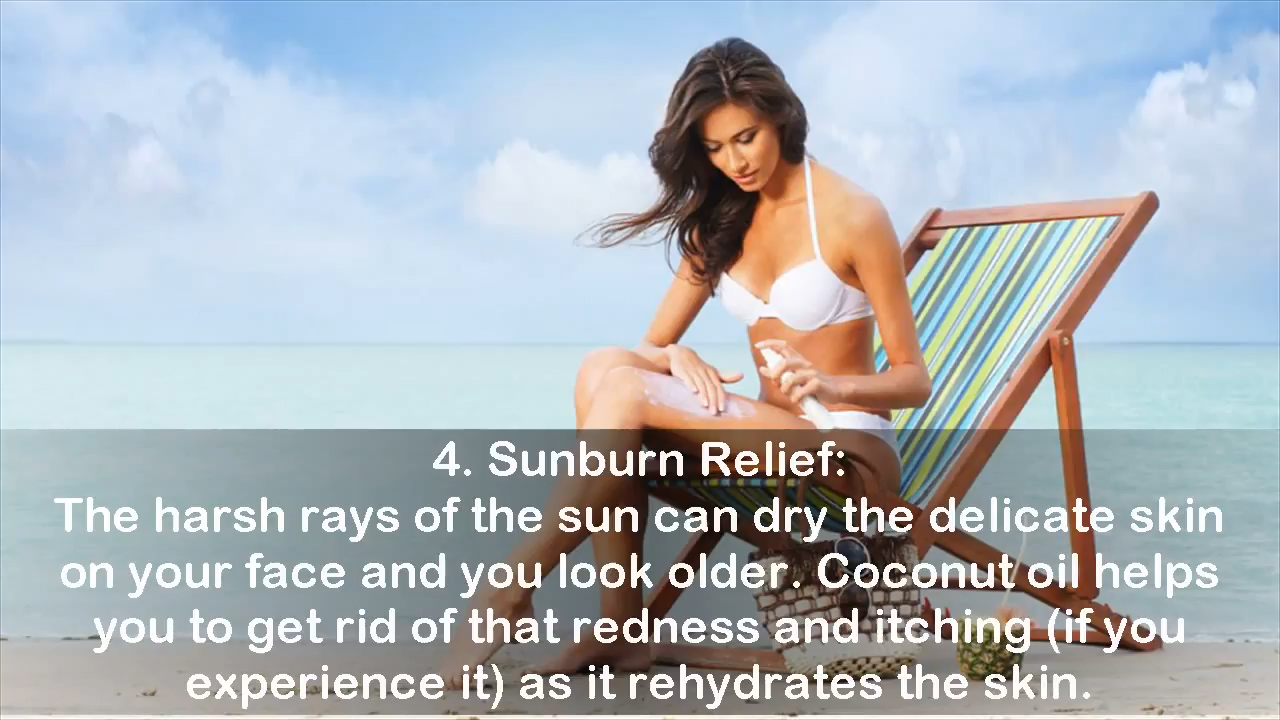 4. Sunburn Relief:
The harsh rays of the sun can dry the delicate skin
on your face and you look older. Coconut oil helps
you to get rid of that redness and itching (if you
experience it) as it rehydrates the skin.